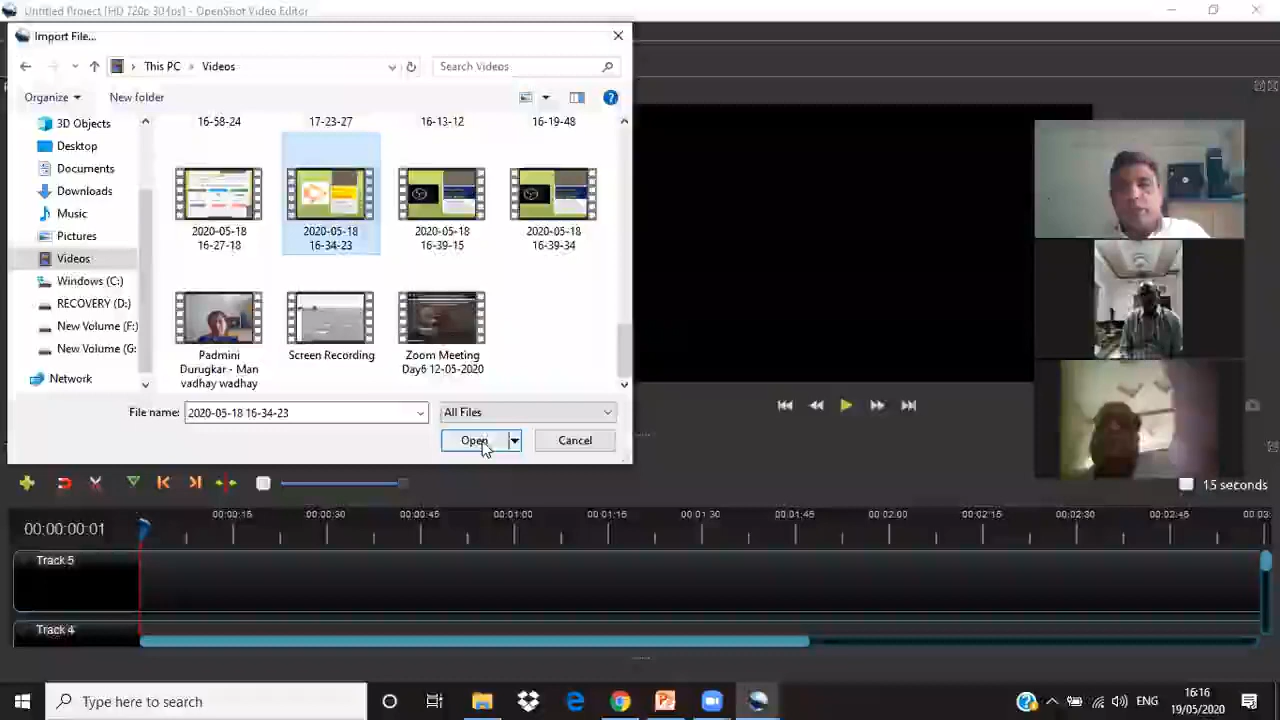 Untitled Project [HD 720p 30 fps] - OpenShot Video Editor
Import File...
This PC > Videos
Search Videos
Organize
New folder
3D Objects
Desktop
Documents
Downloads
Music
Pictures
Videos
Windows (C:)
RECOVERY (D:)
New Volume (F:)
New Volume (G:
Network
16-58-24
17-23-27
16-13-12
16-19-48
2020-05-18
16-27-18
2020-05-18
16-34-23
2020-05-18
16-39-15
2020-05-18
16-39-34
Padmini
Durugkar - Man
vadhay wadhay
Screen Recording
Zoom Meeting
Day6 12-05-2020
File name:
2020-05-18 16-34-23
All Files
Open
Cancel
15 seconds
00:00:00:01
00:00:15
00:00:30
00:00:45
00:01:00
00:01:15
00:01:30
00:01:45
00:02:00
00:02:15
00:02:30
00:02:45
00:03:
Track 5
Track 4
Type here to search
ENG
16:16
19/05/2020